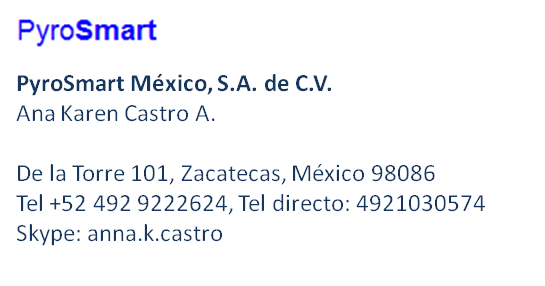 PyroSmart
PyroSmart México, S.A. de C.V.
Ana Karen Castro A.
De la Torre 101, Zacatecas, México 98086
Tel +52 492 9222624, Tel directo: 4921030574
Skype: anna.k.castro